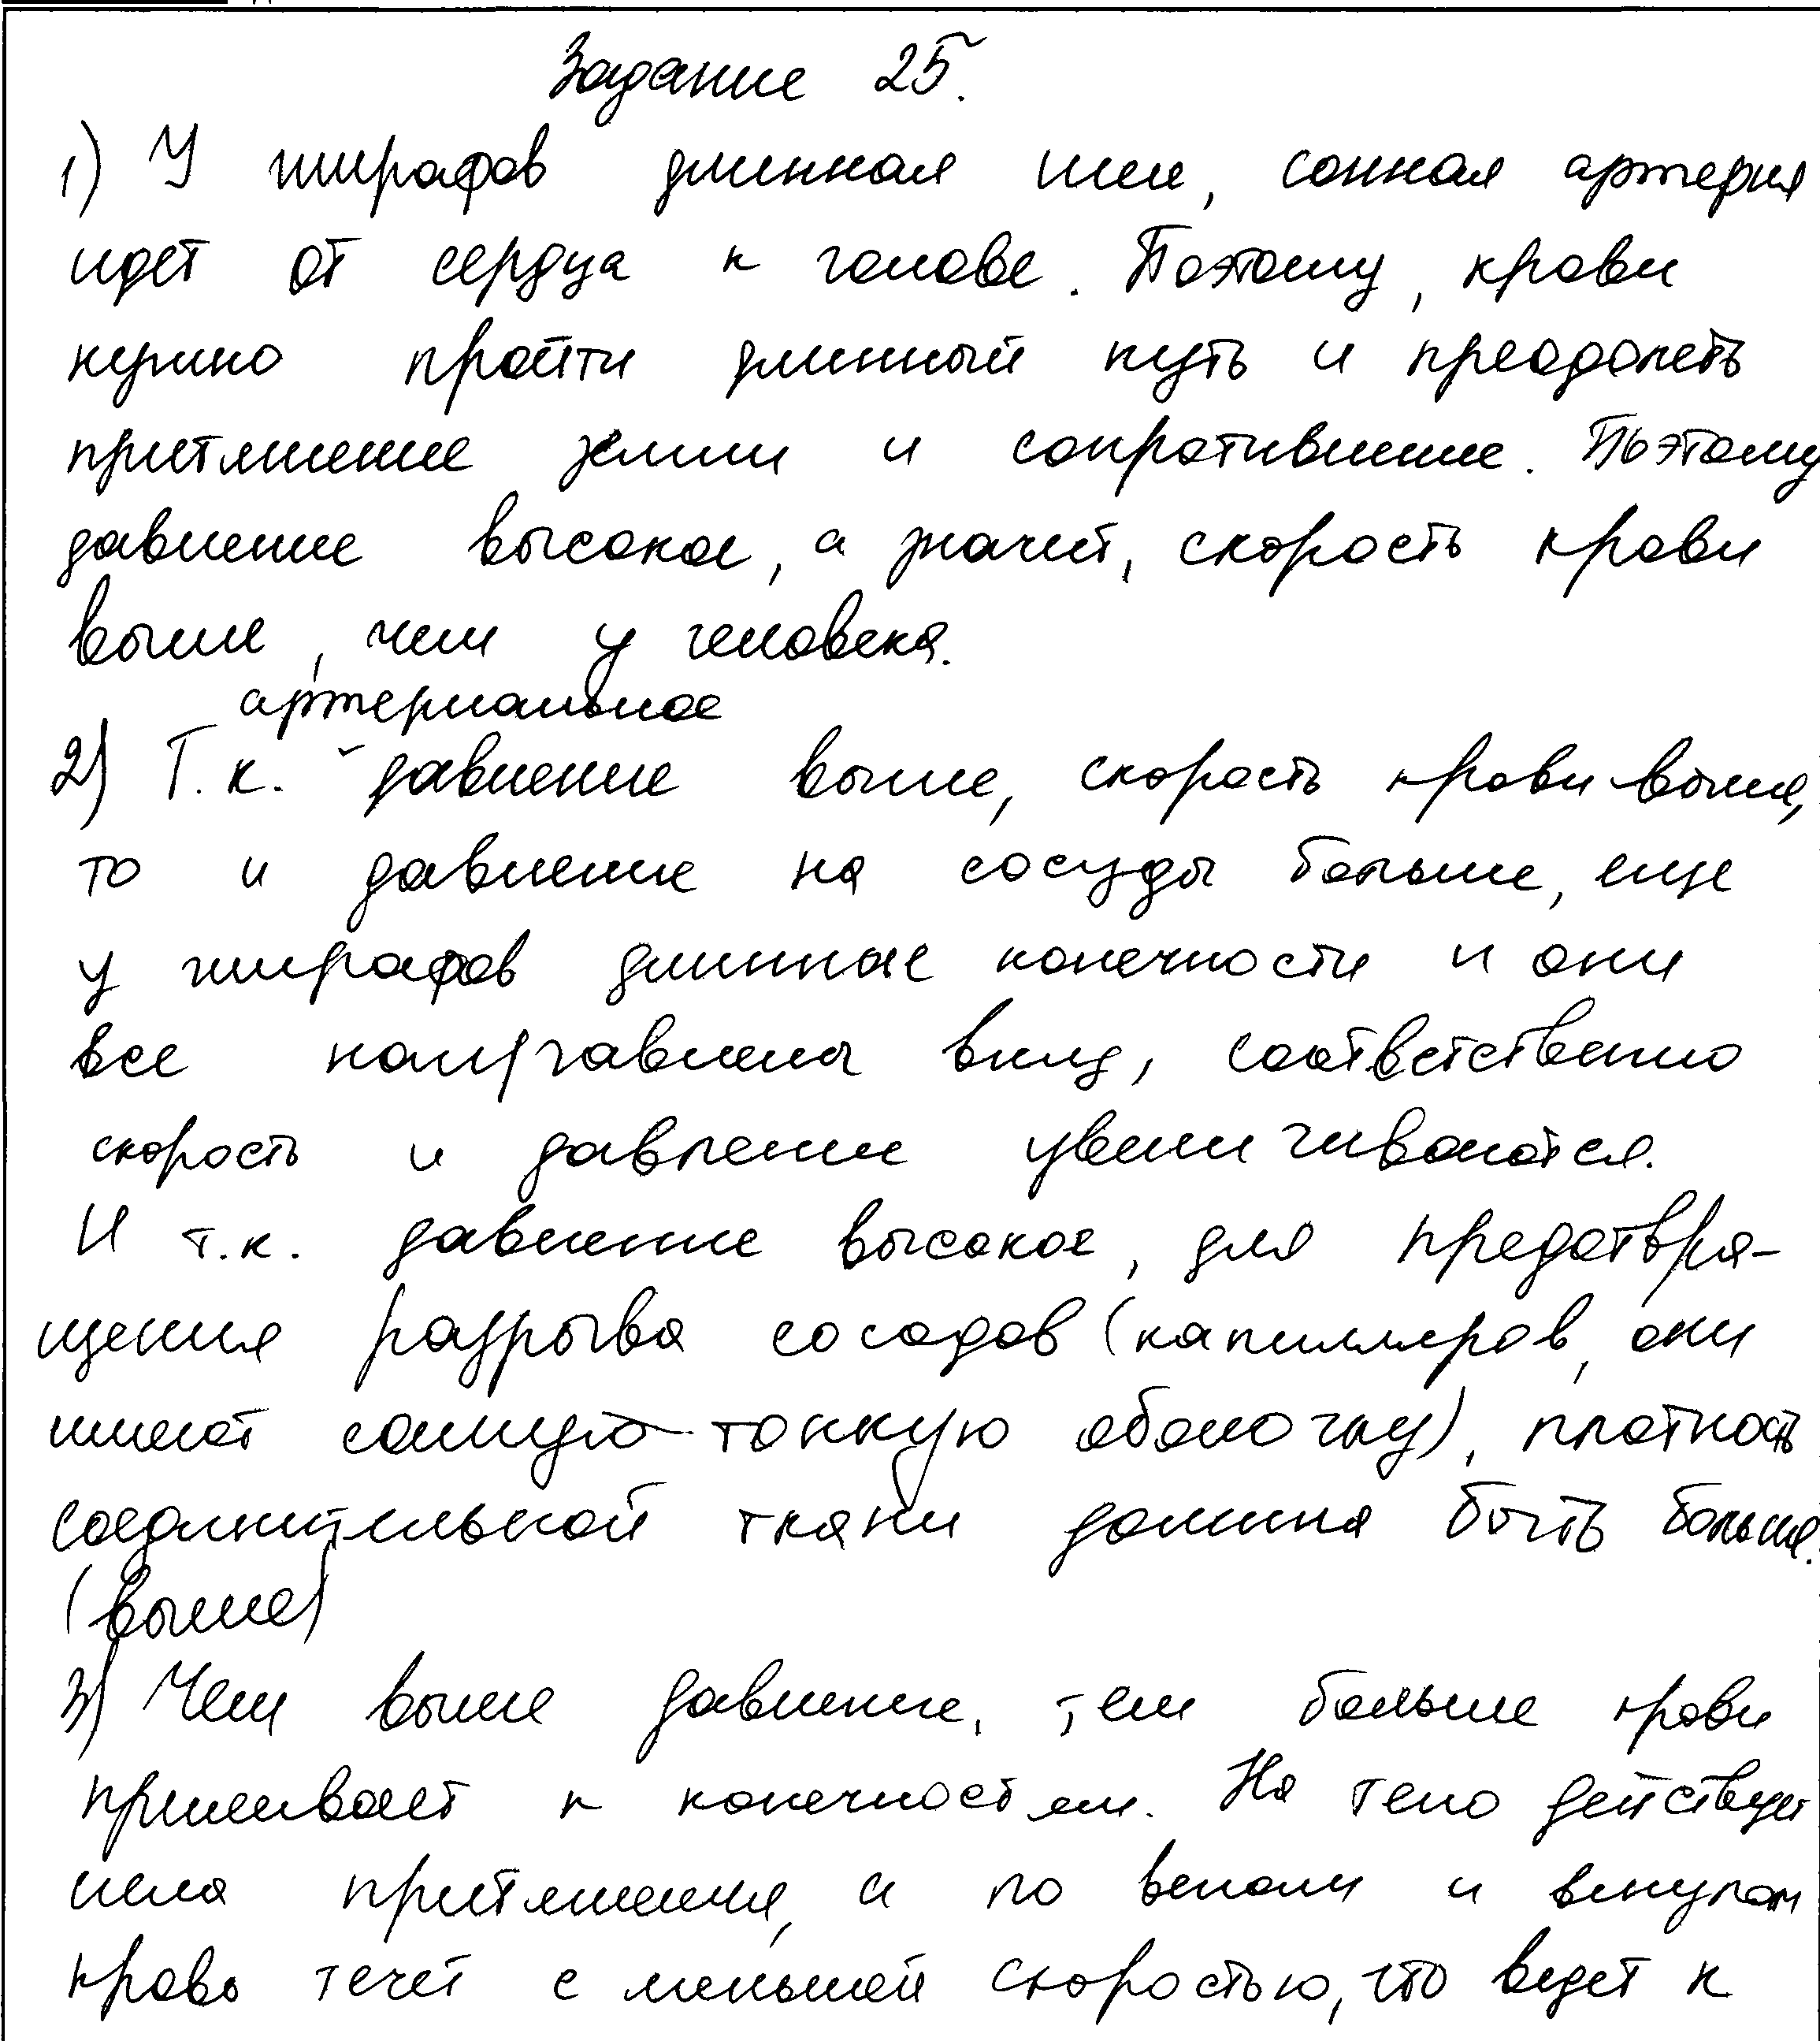 Задание 25.
1) У жирафов длинная шея, сонная артерия
идет от сердца к голове. Поэтому, крови
нужно пройти длинный путь и преодолеть
притяжение земли и сопротивление. Поэтому
давление высокое, а значит, скорость крови
выше, чем у человека.
артериальное
2) Т.к. ˇ давление выше, скорость крови выше,
то и давление на сосуды больше, еще
у жирафов длинные конечности и они
все направлены вниз, соответственно
скорость и давление увеличиваются.
И т.к. давление высокое, для предотвра-
щения разрыва сосодов (капилляров, они
имеют самую тонкую оболочку), плотность
соединительной ткани должна быть больше.
(выше)
3) Чем выше давление, тем больше крови
приливает к конечностям. На тело действует
сила притяжения, и по венам и венулам
кровь течет с меньшей скоростью, что ведет к